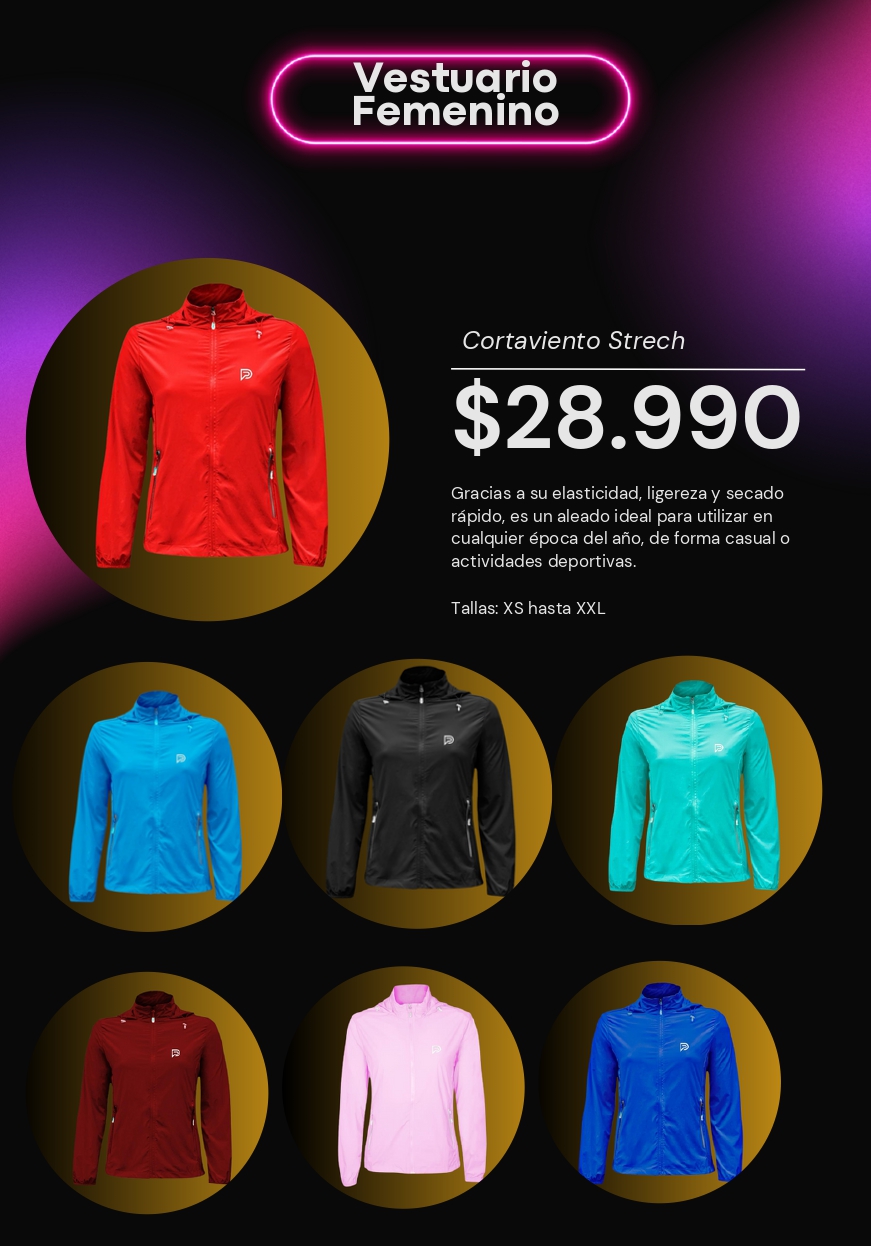 Vestuario
Femenino
Cortaviento Strech
$28.990
Gracias a su elasticidad, ligereza y secado
rápido, es un aleado ideal para utilizar en
cualquier época del año, de forma casual o
actividades deportivas.
Tallas: XS hasta XXL